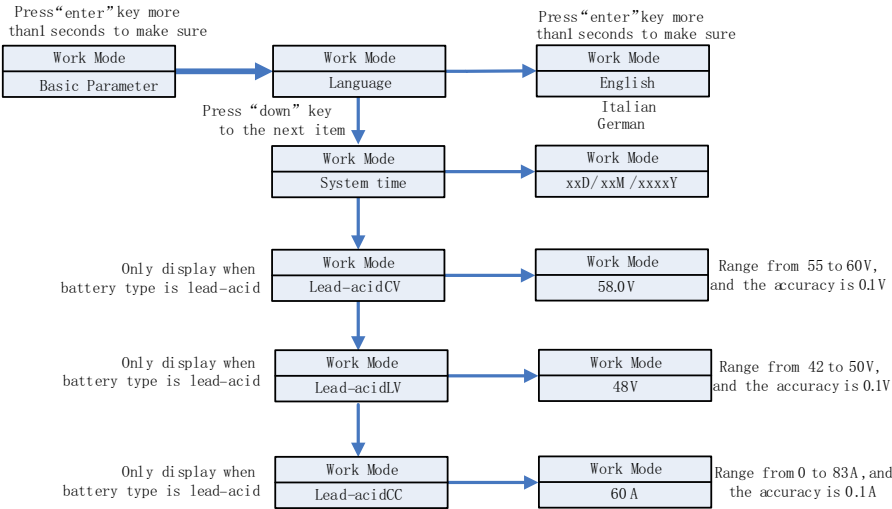 Press“enter”key more
than1 seconds to make sure
Work Mode
Basic Parameter
Work Mode
Language
Press“enter”key more
than1 seconds to make sure
Work Mode
English
Italian
German
Press “down” key
to the next item
Work Mode
System time
Work Mode
xxD/xxM/xxxxY
Only display when
battery type is lead-acid
Work Mode
Lead-acidCV
Work Mode
58.0V
Range from 55 to 60V,
and the accuracy is 0.1V
Only display when
battery type is lead-acid
Work Mode
Lead-acidLV
Work Mode
48V
Range from 42 to 50V,
and the accuracy is 0.1V
Only display when
battery type is lead-acid
Work Mode
Lead-acidCC
Work Mode
60A
Range from 0 to 83A, and
the accuracy is 0.1A